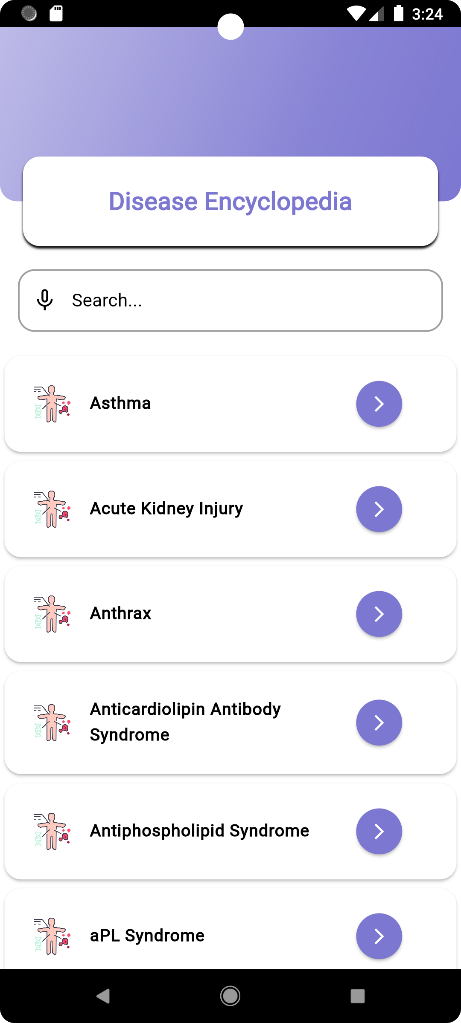 3:24
Disease Encyclopedia
Search...
Asthma
Acute Kidney Injury
Anthrax
Anticardiolipin Antibody
Syndrome
Antiphospholipid Syndrome
aPL Syndrome